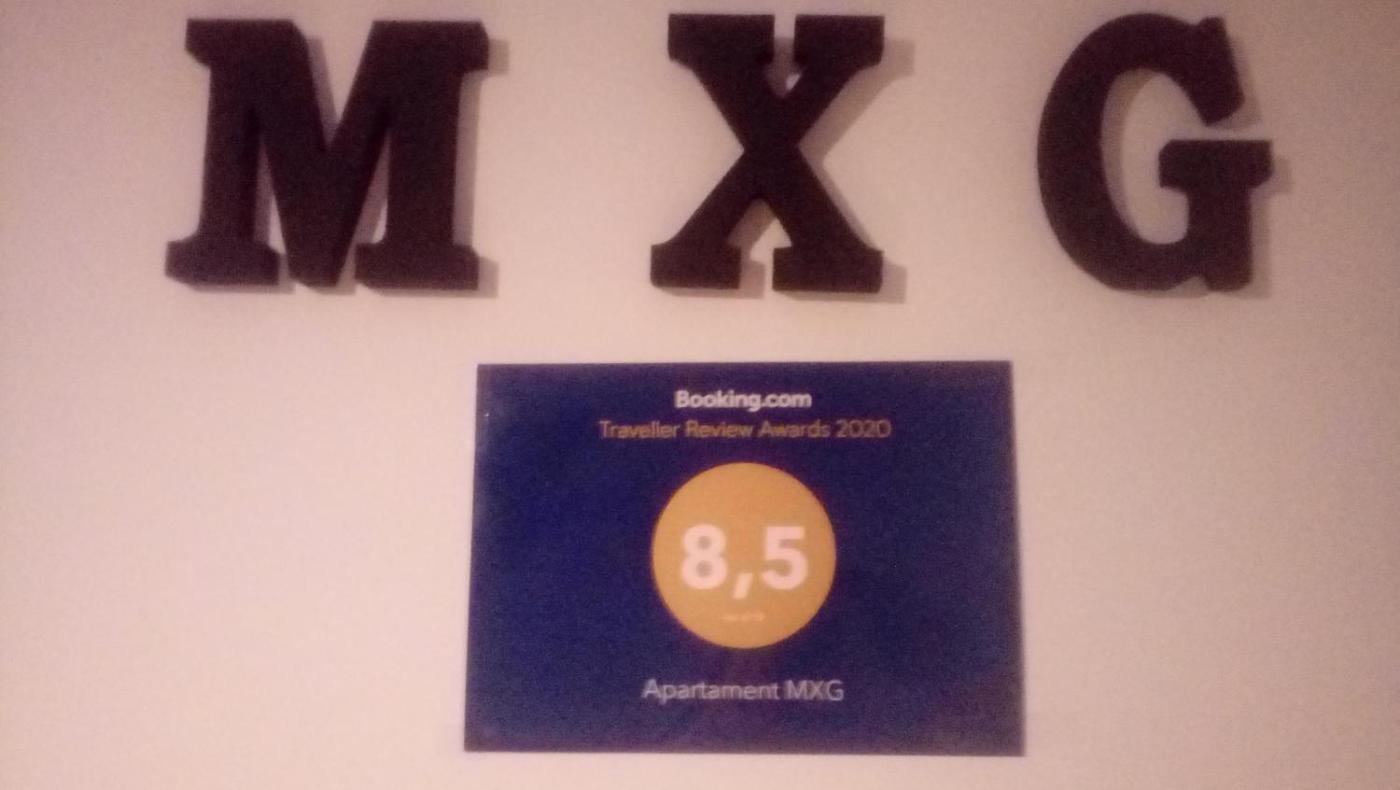 M X G
Booking.com
Traveller Review Awards 2020
8,5
Apartament MXG